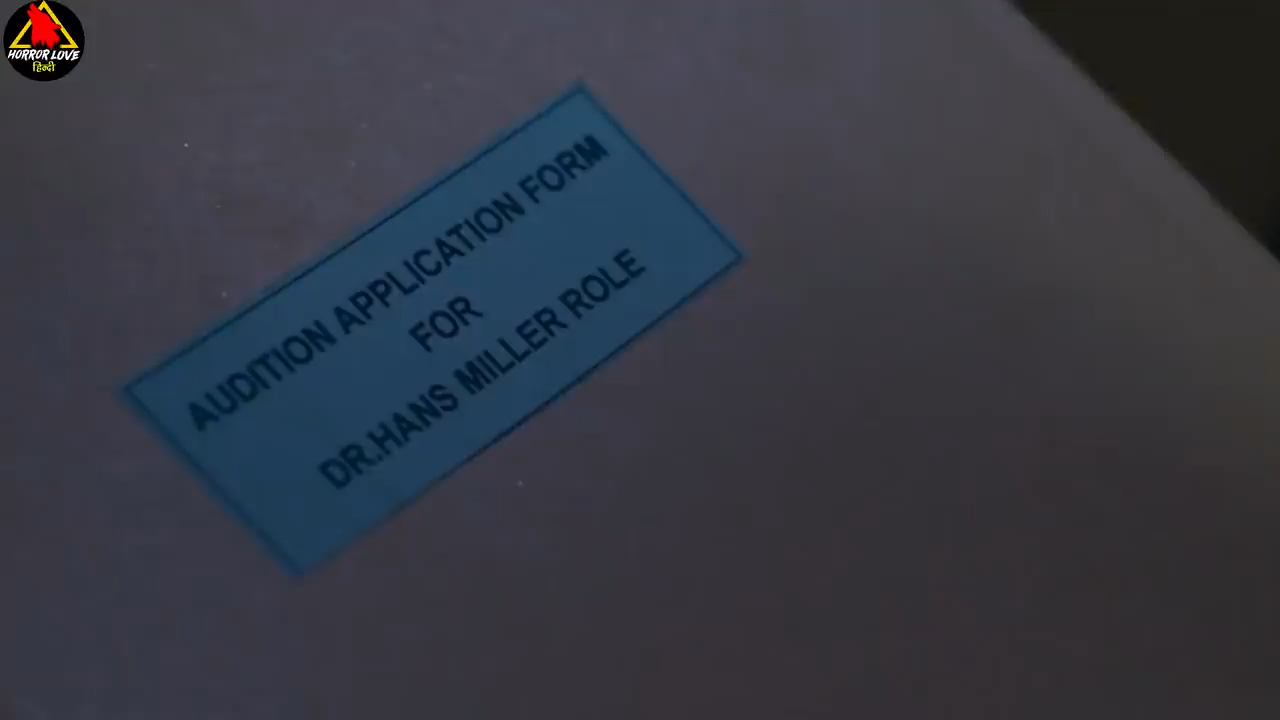 HORROR LOVE
हिन्दी
AUDITION APPLICATION FORM
FOR
DR.HANS MILLER ROLE